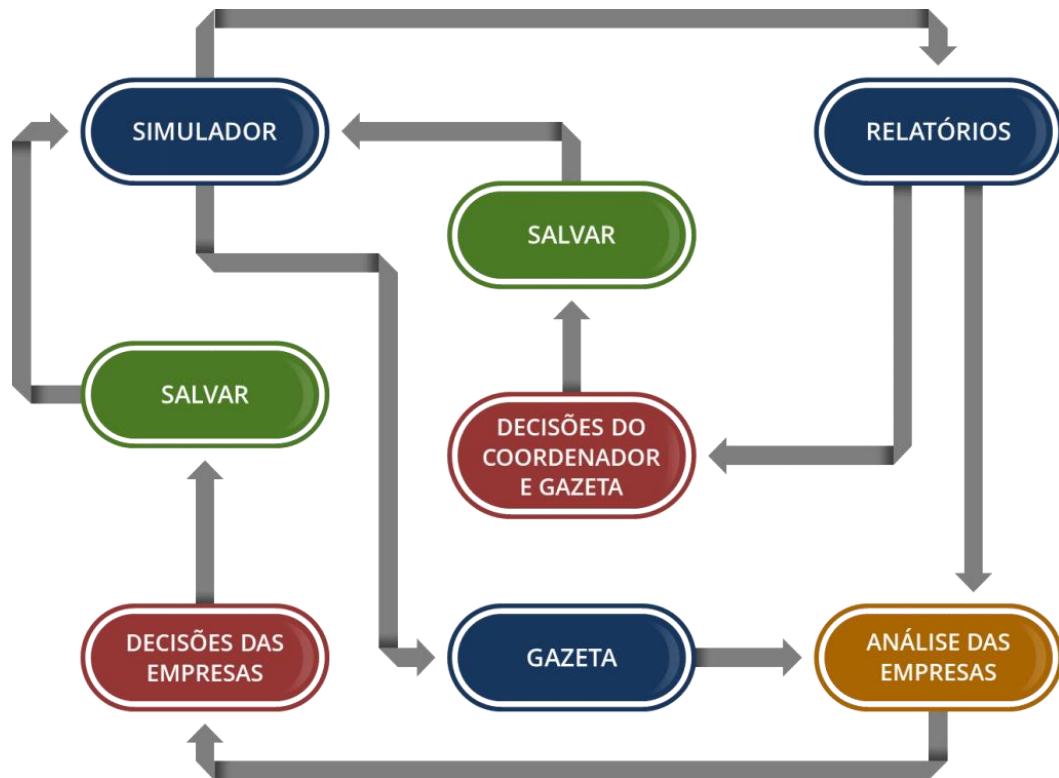 SIMULADOR
RELATÓRIOS
SALVAR
SALVAR
DECISÕES DO
COORDENADOR
E GAZETA
DECISÕES DAS
EMPRESAS
GAZETA
ANÁLISE DAS
EMPRESAS